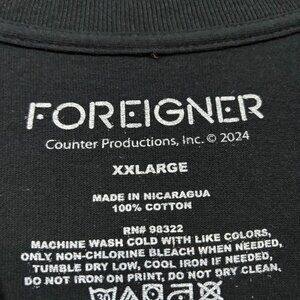 FOREIGNER
Counter Productions, Inc. © 2024
XXLARGE
MADE IN NICARAGUA
100% COTTON
RN# 98322
MACHINE WASH COLD WITH LIKE COLORS,
ONLY NON-CHLORINE BLEACH WHEN NEEDED,
TUMBLE DRY LOW, COOL IRON IF NEEDED,
DO NOT IRON ON PRINT, DO NOT DRY CLEAN.